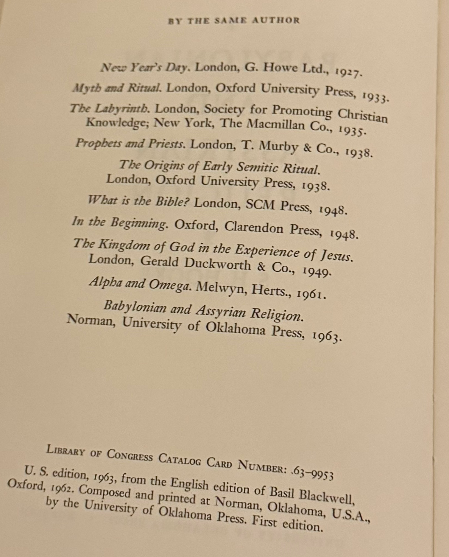 BY THE SAME AUTHOR
New Year's Day. London, G. Howe Ltd., 1927.
Myth and Ritual. London, Oxford University Press, 1933.
The Labyrinth. London, Society for Promoting Christian
Knowledge; New York, The Macmillan Co., 1935.
Prophets and Priests. London, T. Murby & Co., 1938.
The Origins of Early Semitic Ritual.
London, Oxford University Press, 1938.
What is the Bible? London, SCM Press, 1948.
In the Beginning. Oxford, Clarendon Press, 1948.
The Kingdom of God in the Experience of Jesus.
London, Gerald Duckworth & Co., 1949.
Alpha and Omega. Melwyn, Herts., 1961.
Babylonian and Assyrian Religion.
Norman, University of Oklahoma Press, 1963.
LIBRARY OF CONGRESS CATALOG CARD NUMBER: 63-9953
U. S. edition, 1963, from the English edition of Basil Blackwell,
Oxford, 1962. Composed and printed at Norman, Oklahoma, U.S.A.,
by the University of Oklahoma Press. First edition.